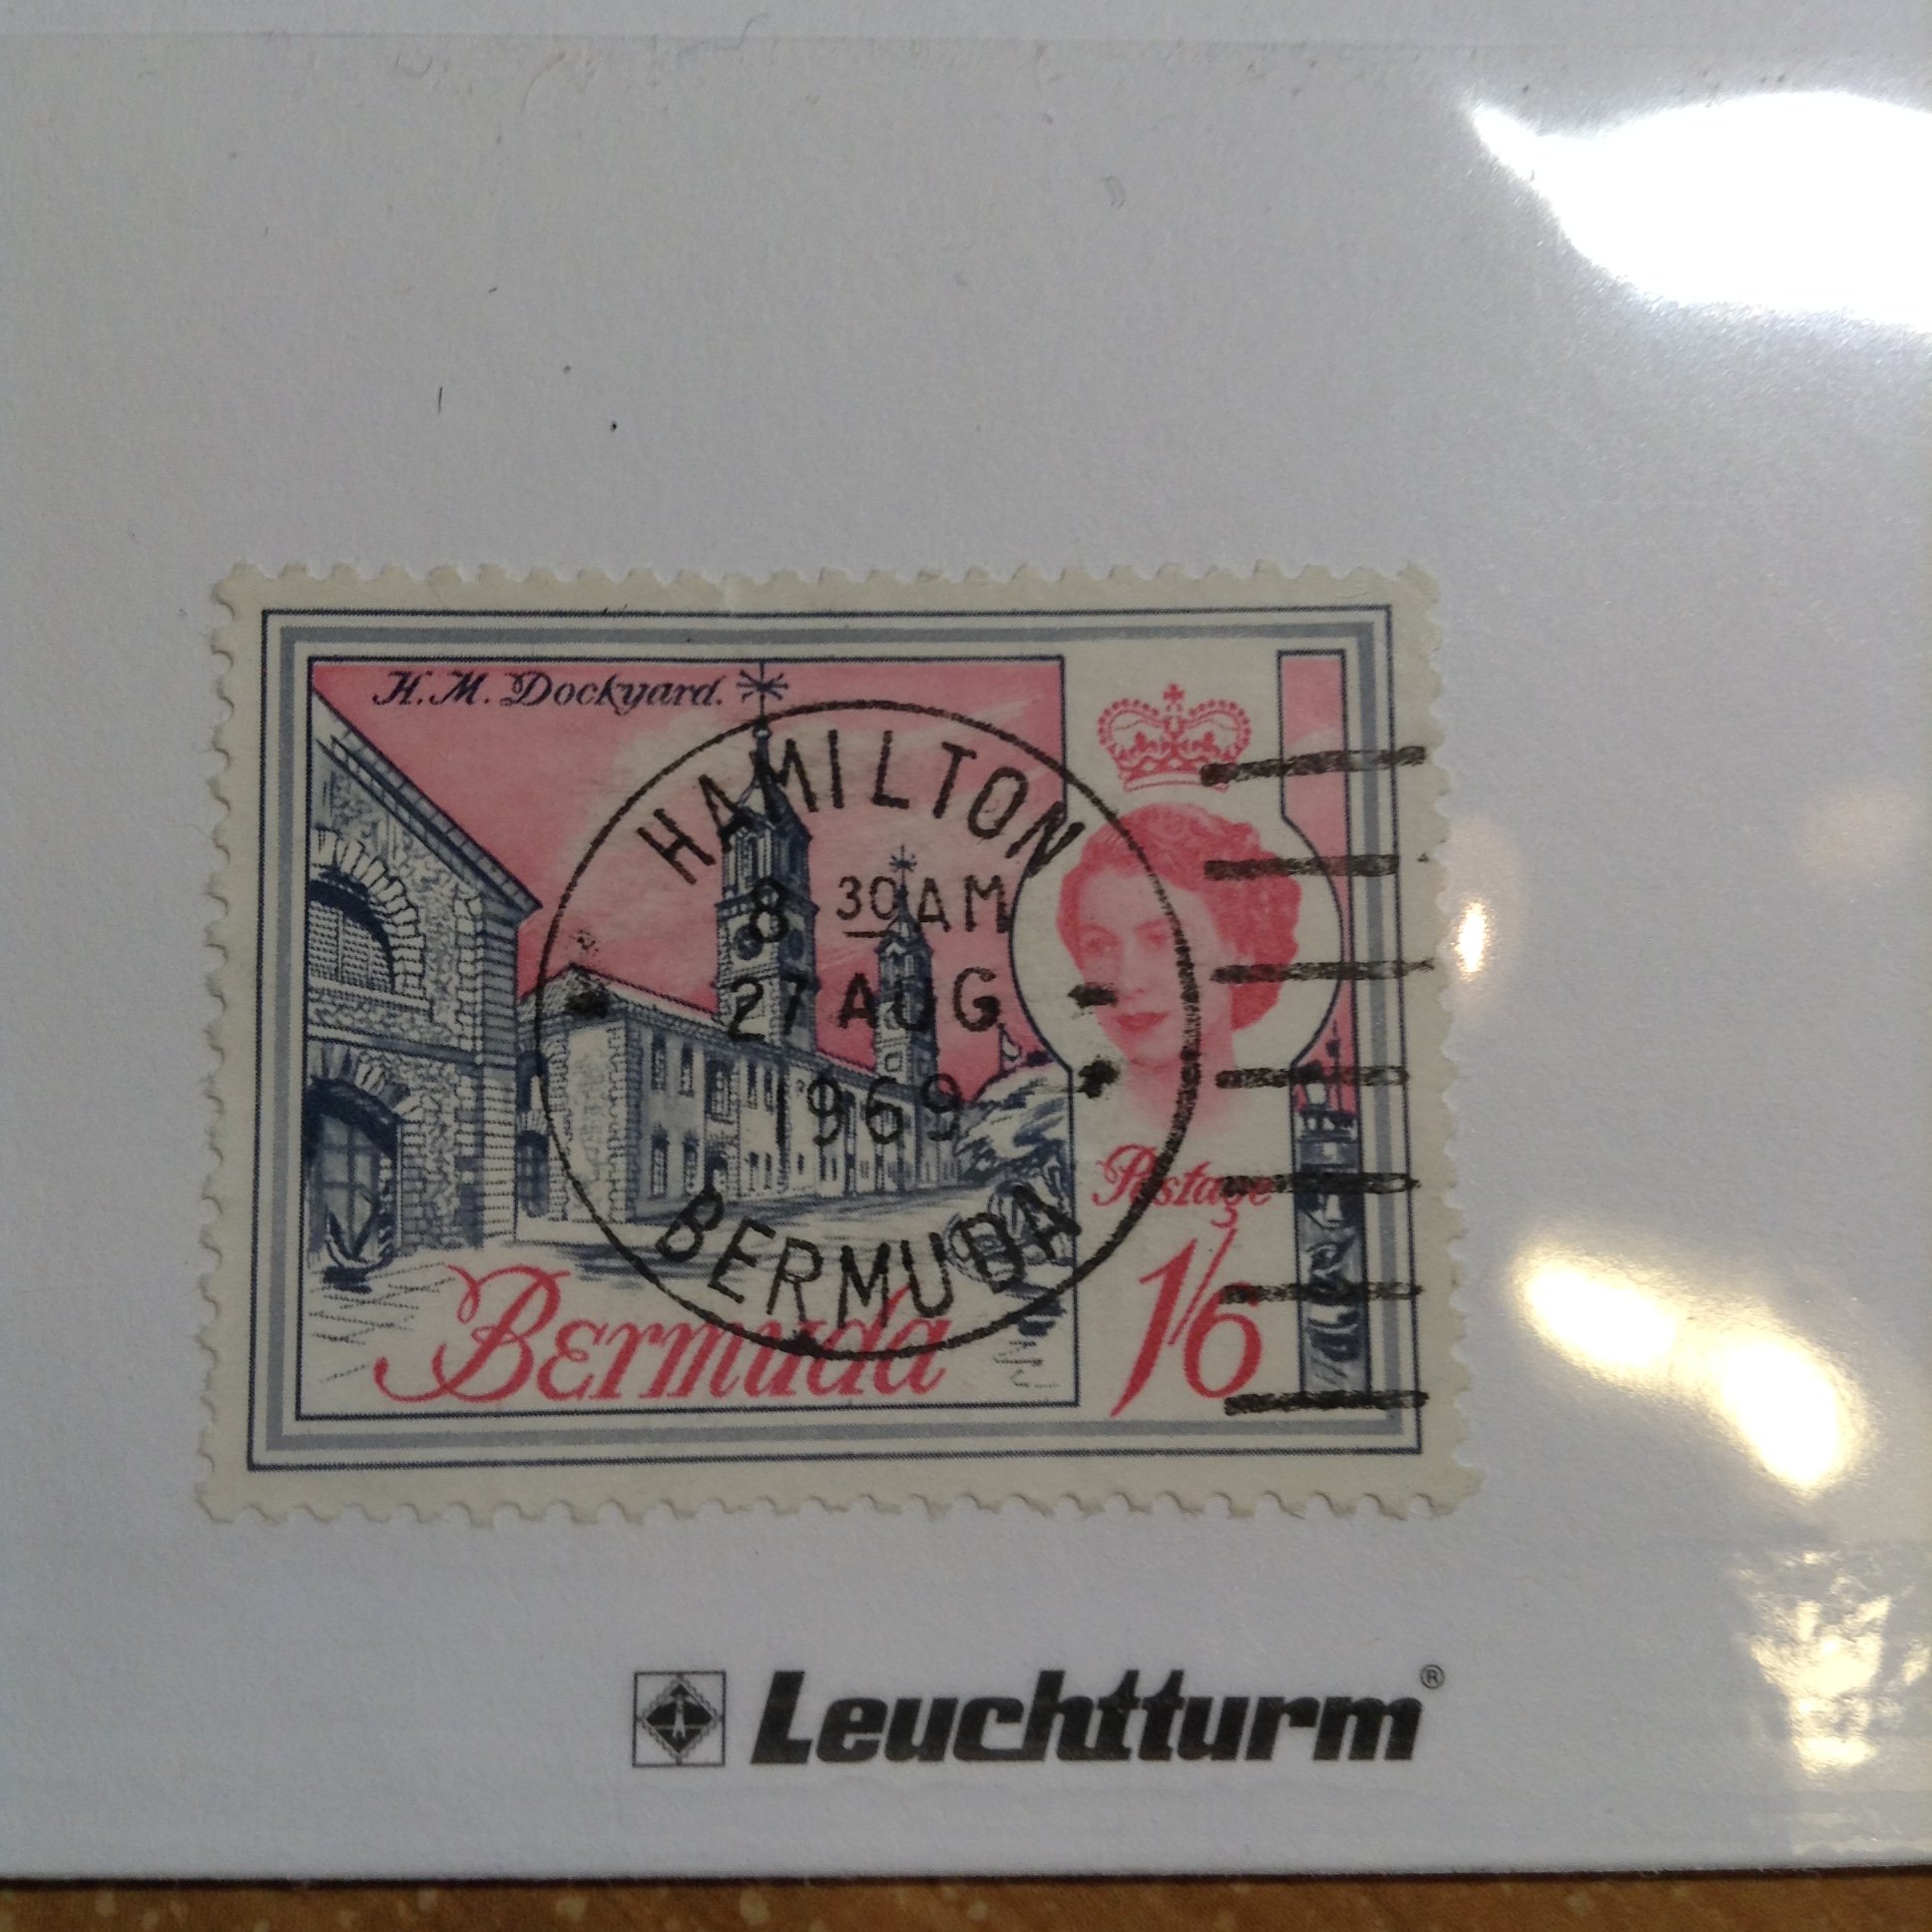 H.M. Dockyard.
HAMILTON
8 30 AM
27 AUG
1969
BERMUDA
Postage
1/6
Bermuda
Leuchtturm®